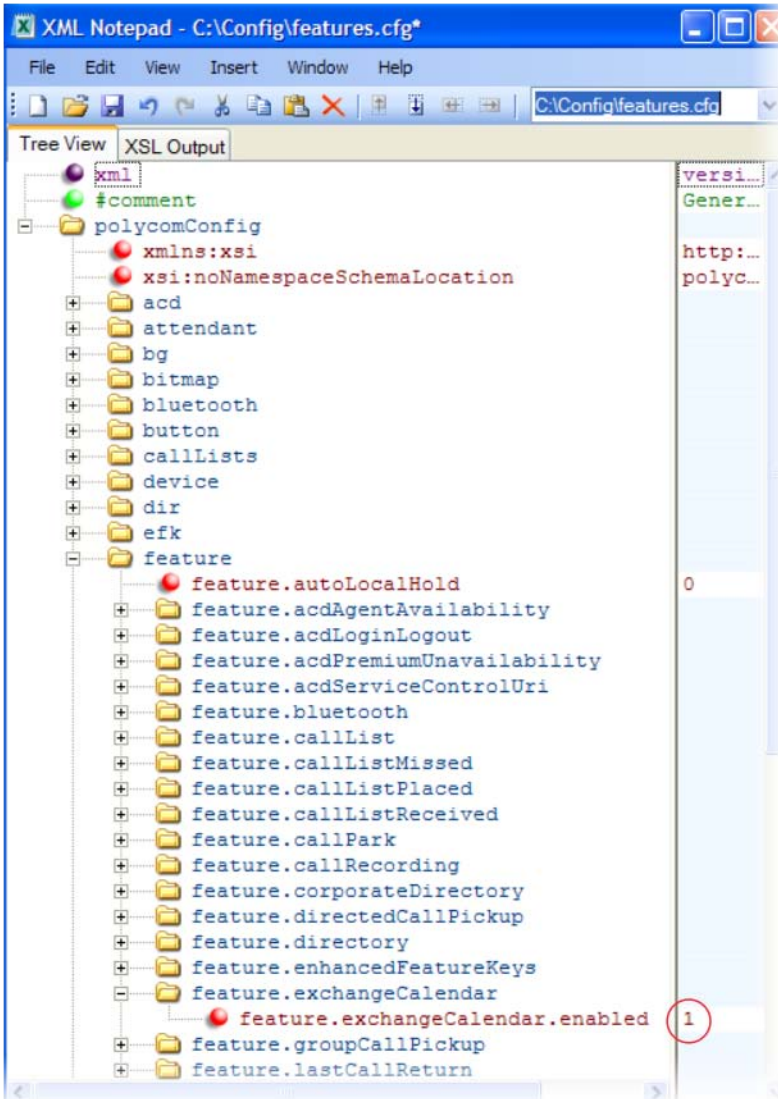 XML Notepad - C:\Config\features.cfg*
File Edit View Insert Window Help
C:\Config\features.cfg
Tree View XSL Output
xml versi...
#comment Gener...
polycomConfig
xmlns:xsi http:...
xsi:noNamespaceSchemaLocation polyc...
acd
attendant
bg
bitmap
bluetooth
button
callLists
device
dir
efk
feature
feature.autoLocalHold 0
feature.acdAgentAvailability
feature.acdLoginLogout
feature.acdPremiumUnavailability
feature.acdServiceControlUri
feature.bluetooth
feature.callList
feature.callListMissed
feature.callListPlaced
feature.callListReceived
feature.callPark
feature.callRecording
feature.corporateDirectory
feature.directedCallPickup
feature.directory
feature.enhancedFeatureKeys
feature.exchangeCalendar
feature.exchangeCalendar.enabled 1
feature.groupCallPickup
feature.lastCallReturn